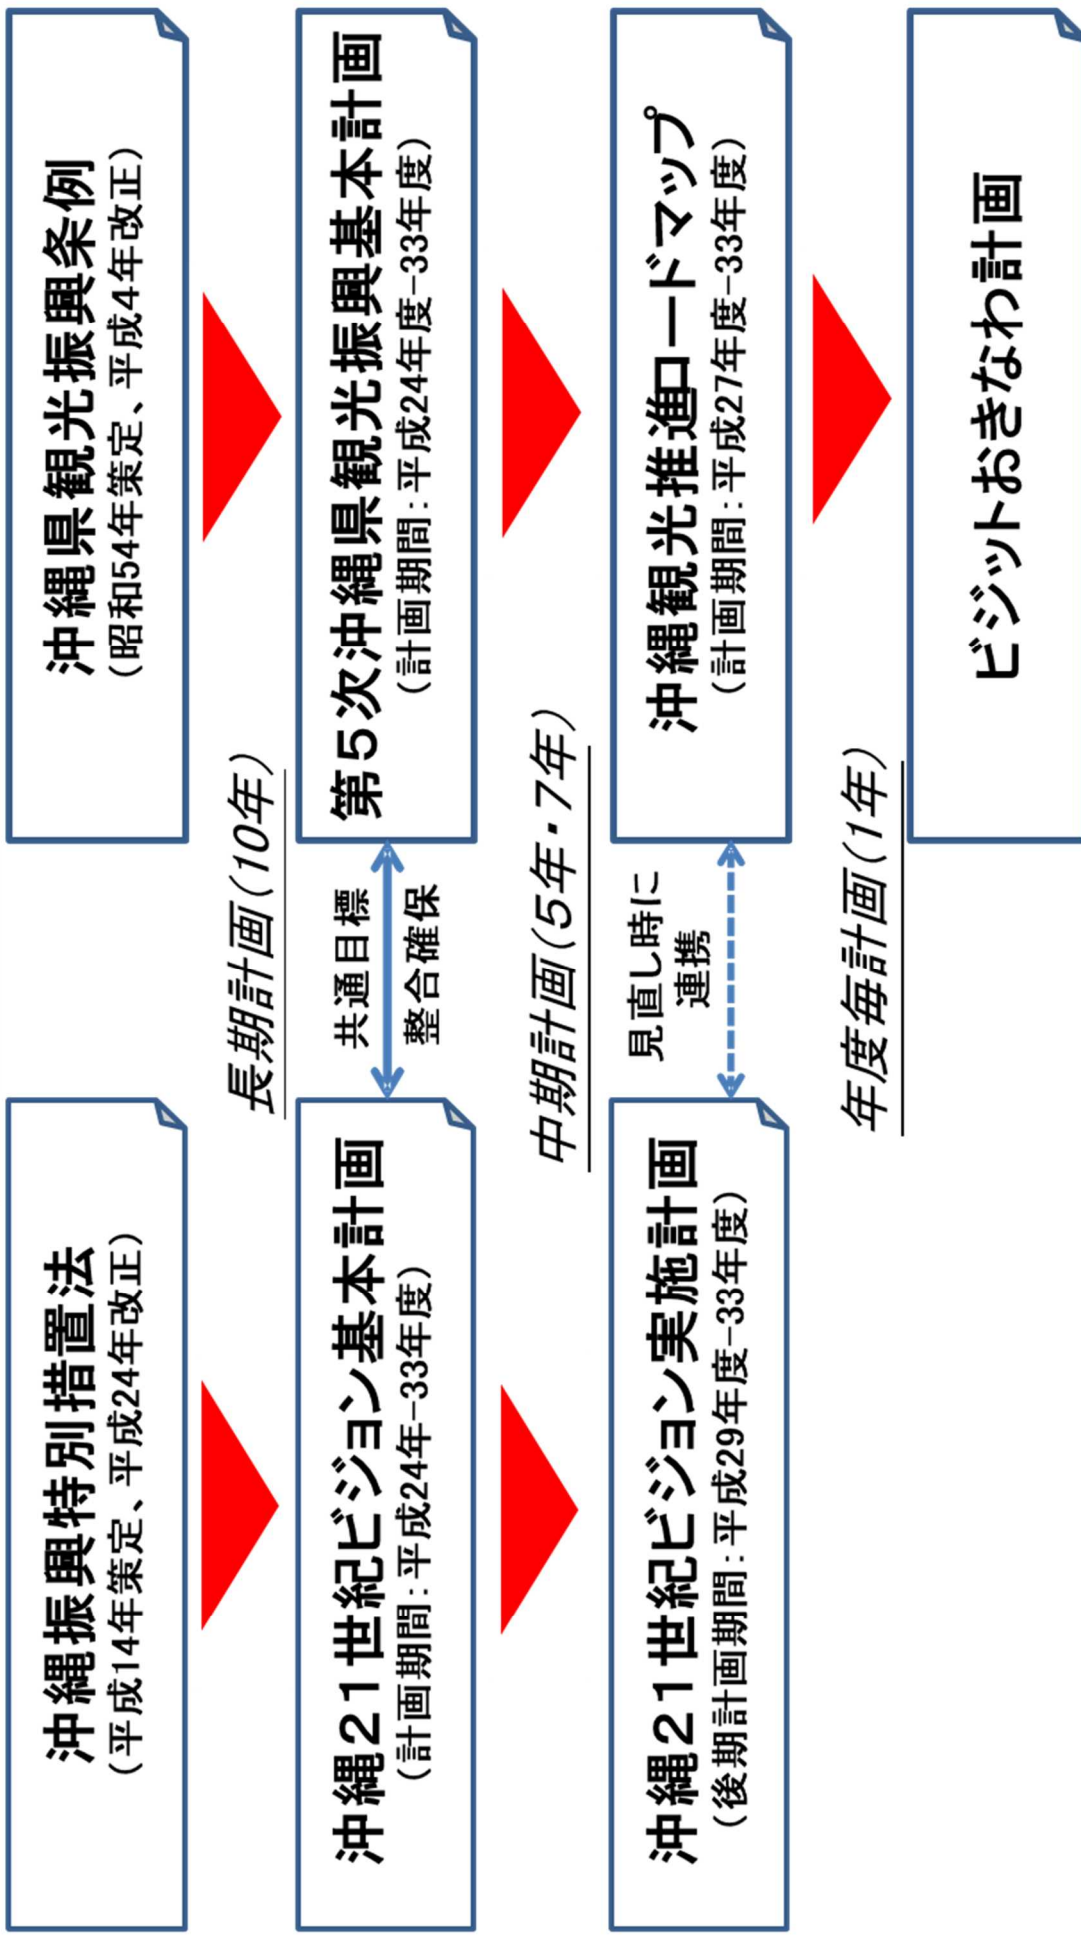 沖縄振興特別措置法
（平成14年策定、平成24年改正）
沖縄県観光振興条例
（昭和54年策定、平成4年改正）
長期計画（10年）
沖縄２１世紀ビジョン基本計画
（計画期間：平成24年-33年度）
共通目標
整合確保
第５次沖縄県観光振興基本計画
（計画期間：平成24年度-33年度）
中期計画（5年・7年）
沖縄２１世紀ビジョン実施計画
（後期計画期間：平成29年度-33年度）
見直し時に
連携
沖縄観光推進ロードマップ
（計画期間：平成27年度-33年度）
年度毎計画（1年）
ビジットおきなわ計画